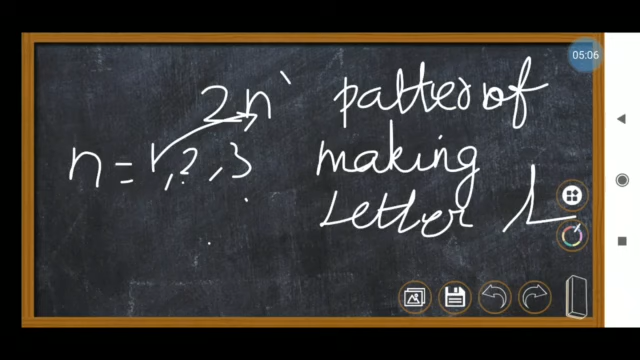 05:06
2n
n = 1, 2, 3
patter of
making
Letter L